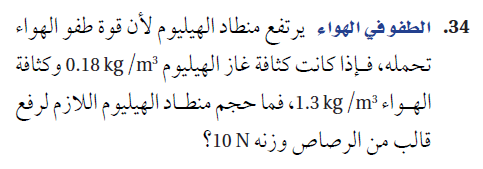 .34 الطفو في الهواء يرتفع منطاد الهيليوم لأن قوة طفو الهواء
تحمله، فإذا كانت كثافة غاز الهيليوم 0.18 kg /m³ وكثافة
الهواء 1.3 kg /m³، فما حجم منطاد الهيليوم اللازم لرفع
قالب من الرصاص وزنه 10 N؟